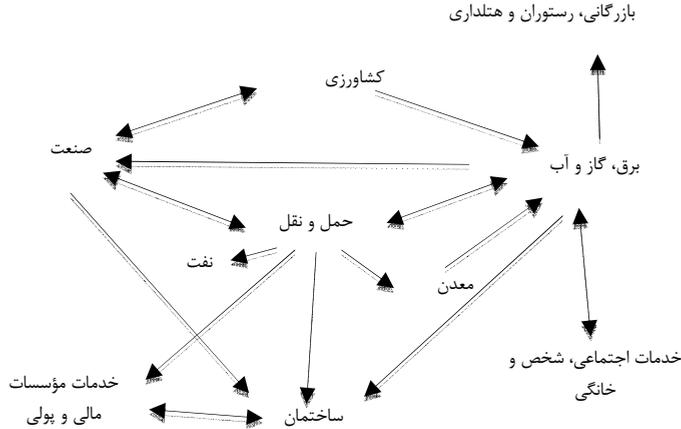 بازرگانی، رستوران و هتلداری
کشاورزی
صنعت
برق، گاز و آب
حمل و نقل
نفت
معدن
خدمات اجتماعی، شخص و
خانگی
خدمات مؤسسات
مالی و پولی
ساختمان